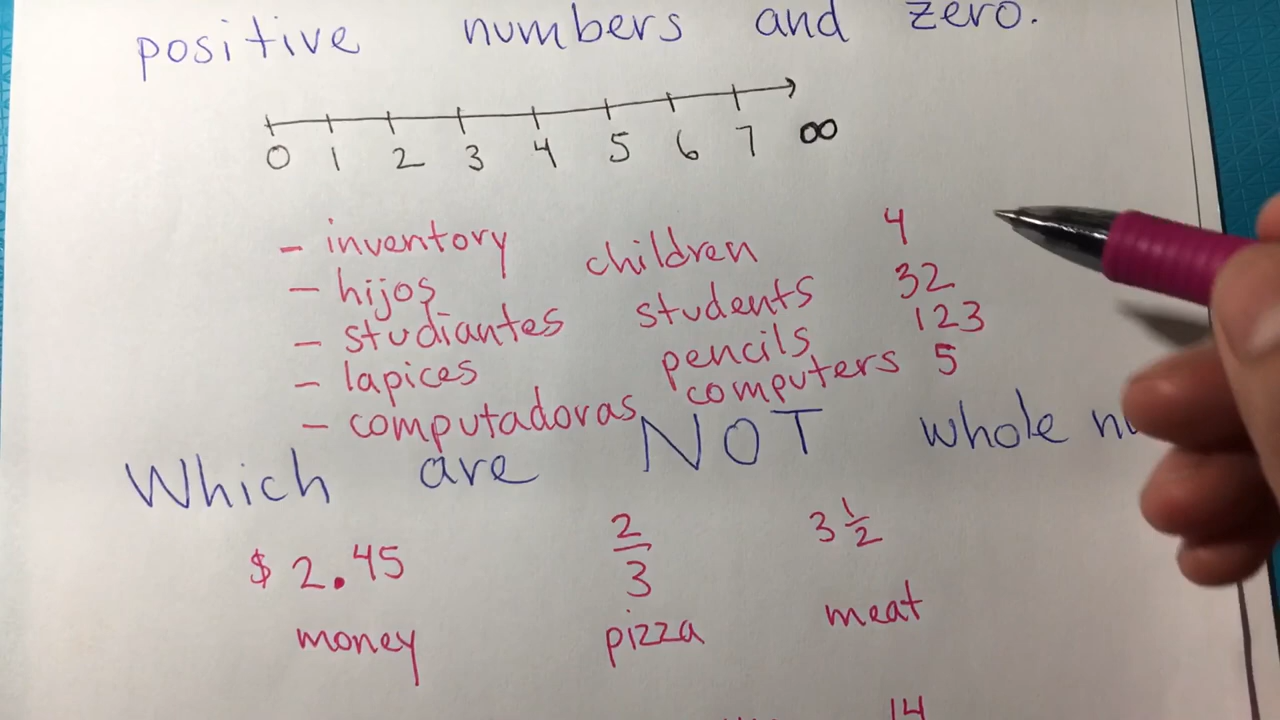 positive numbers and zero.
0 1 2 3 4 5 6 7 ∞
- inventory
- hijos children 4
- studiantes students 32
- lapices pencils 123
- computadoras computers 5
Which are NOT whole
$2.45 2/3 3 1/2
money pizza meat
14